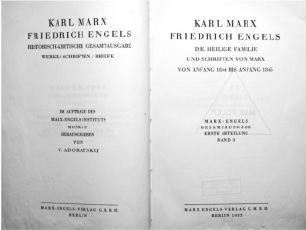 KARL MARX
FRIEDRICH ENGELS
HISTORISCH-KRITISCHE GESAMTAUSGABE
WERKE / SCHRIFTEN / BRIEFE
IM AUFTRAGE DES
MARX-ENGELS-INSTITUTS
MOSKAU
HERAUSGEGEBEN
VON
V. ADORATSKIJ
MARX-ENGELS-VERLAG G.M.B.H.
BERLIN
KARL MARX
FRIEDRICH ENGELS
DIE HEILIGE FAMILIE
UND SCHRIFTEN VON MARX
VON ANFANG 1844 BIS ANFANG 1845
MARX-ENGELS
GESAMTAUSGABE
ERSTE ABTEILUNG
BAND 3
MARX-ENGELS-VERLAG G.M.B.H.
BERLIN 1932